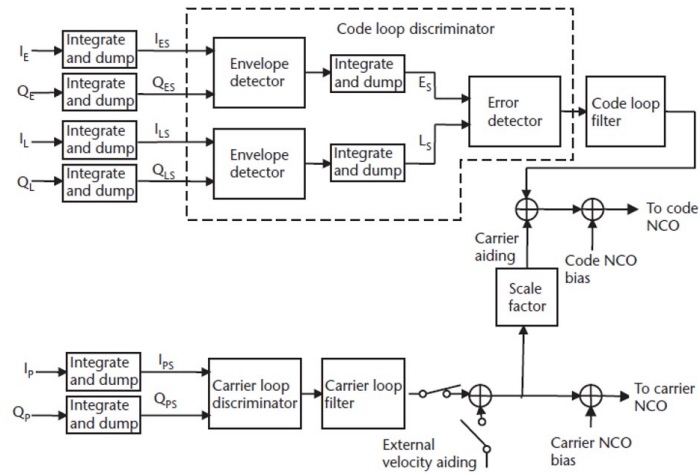 Code loop discriminator
I_E
Integrate
and dump
I_ES
Q_E
Integrate
and dump
Q_ES
Envelope
detector
Integrate
and dump
E_S
I_L
Integrate
and dump
I_LS
Q_L
Integrate
and dump
Q_LS
Envelope
detector
Integrate
and dump
L_S
Error
detector
Code loop
filter
To code
NCO
Carrier
aiding
Code NCO
bias
Scale
factor
I_P
Integrate
and dump
I_PS
Q_P
Integrate
and dump
Q_PS
Carrier loop
discriminator
Carrier loop
filter
To carrier
NCO
External
velocity aiding
Carrier NCO
bias